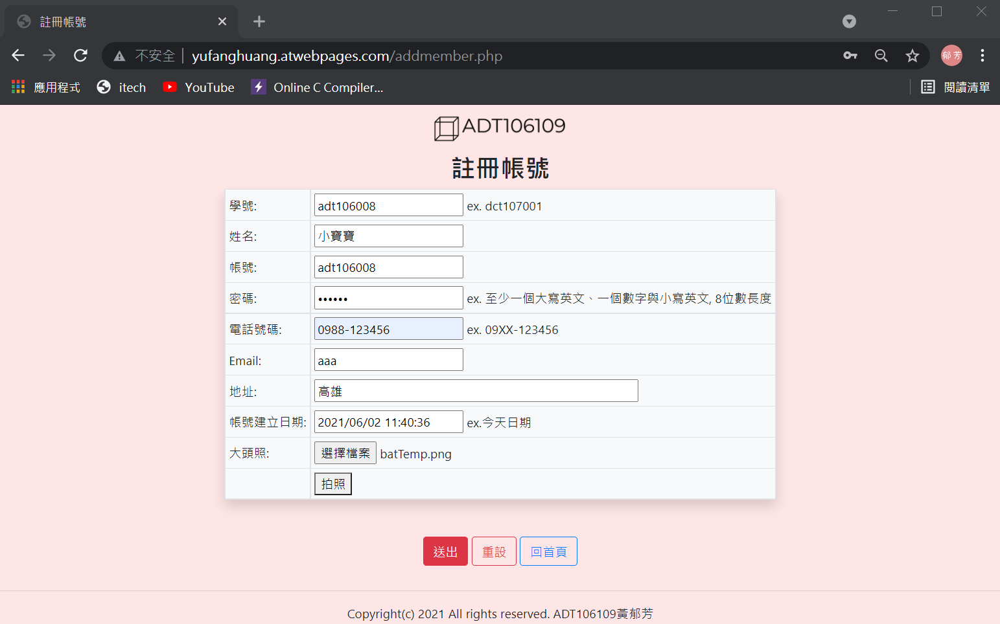 註冊帳號
不安全 yufanghuang.atwebpages.com/addmember.php
郁芳
應用程式 itech YouTube Online C Compiler... 閱讀清單
ADT106109
註冊帳號
學號: adt106008 ex. dct107001
姓名: 小寶寶
帳號: adt106008
密碼: •••••• ex. 至少一個大寫英文、一個數字與小寫英文, 8位數長度
電話號碼: 0988-123456 ex. 09XX-123456
Email: aaa
地址: 高雄
帳號建立日期: 2021/06/02 11:40:36 ex.今天日期
大頭照: 選擇檔案 batTemp.png
拍照
送出 重設 回首頁
Copyright(c) 2021 All rights reserved. ADT106109黃郁芳